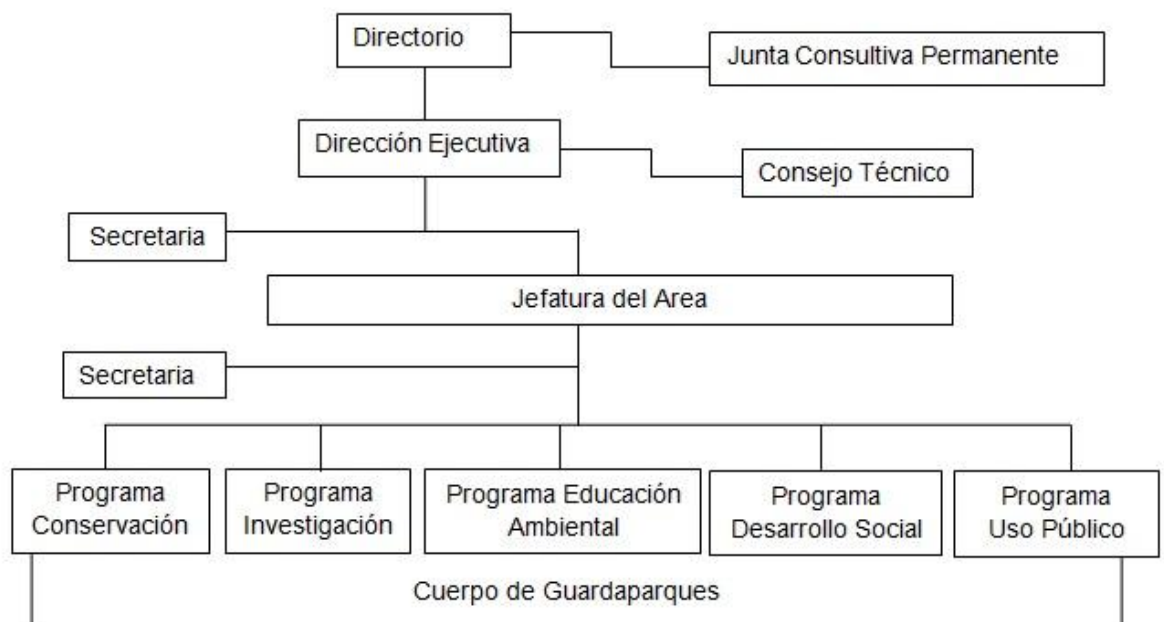 Directorio
Junta Consultiva Permanente
Dirección Ejecutiva
Consejo Técnico
Secretaria
Jefatura del Area
Secretaria
Programa
Conservación
Programa
Investigación
Programa Educación
Ambiental
Programa
Desarrollo Social
Programa
Uso Público
Cuerpo de Guardaparques